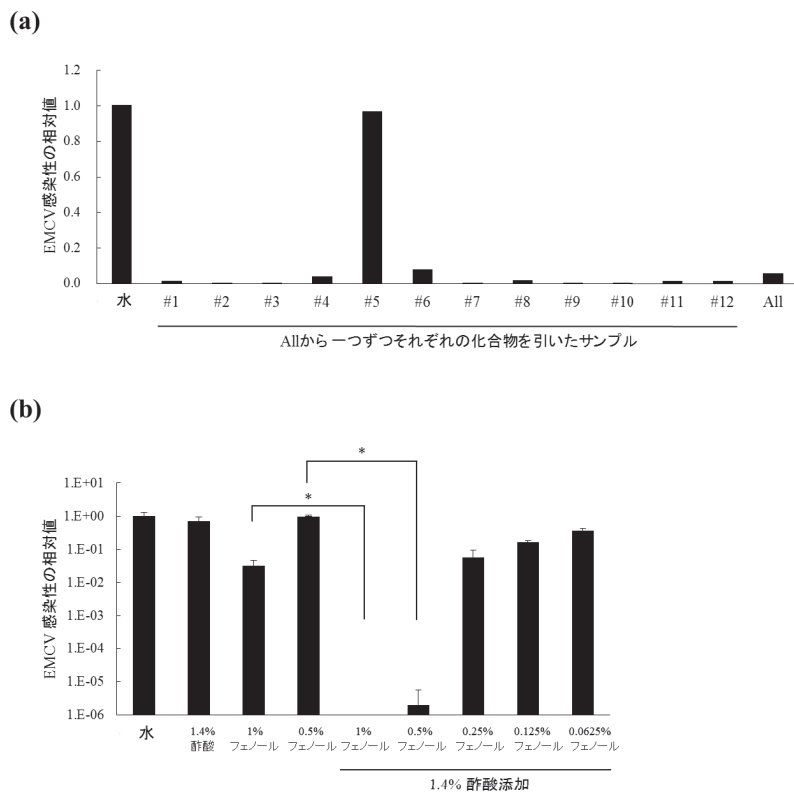 (a)
EMCV感染性の相対値
1.2
1.0
0.8
0.6
0.4
0.2
0.0
水 #1 #2 #3 #4 #5 #6 #7 #8 #9 #10 #11 #12 All
Allから一つずつそれぞれの化合物を引いたサンプル
(b)
EMCV 感染性の相対値
* 
*
1.E+01
1.E+00
1.E-01
1.E-02
1.E-03
1.E-04
1.E-05
1.E-06
水 1.4% 1% 0.5% 1% 0.5% 0.25% 0.125% 0.0625%
酢酸 フェノール フェノール フェノール フェノール フェノール フェノール フェノール
1.4% 酢酸添加